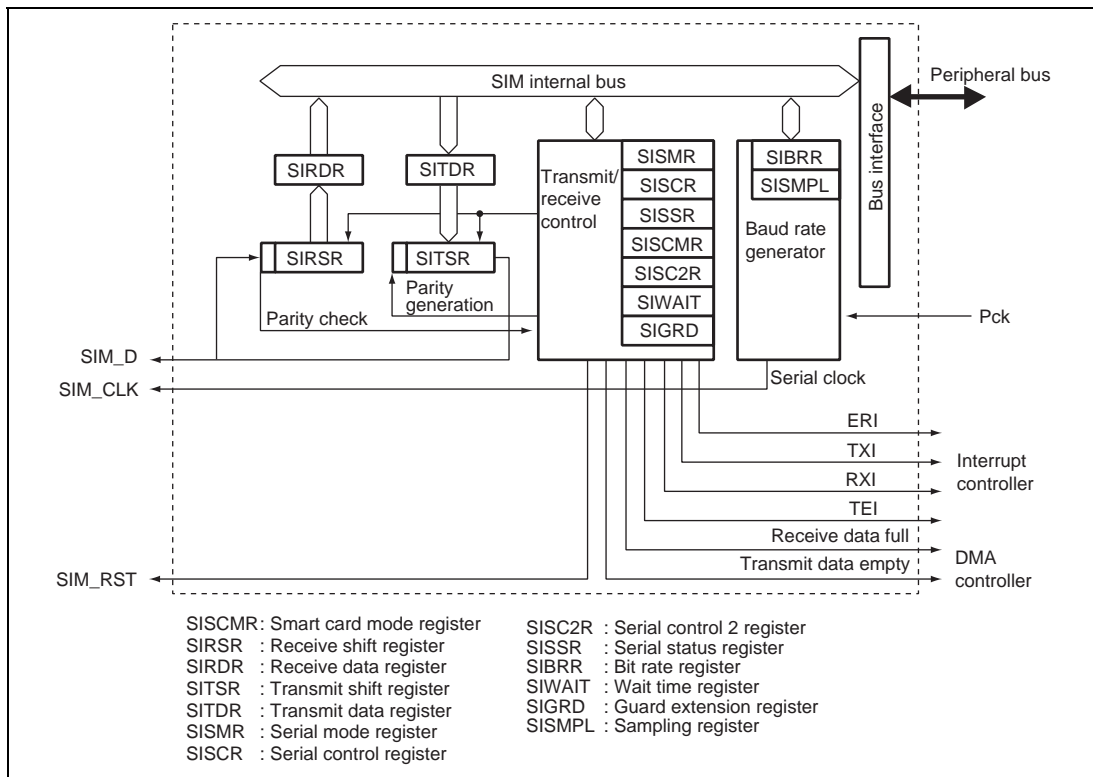 SIM internal bus
Peripheral bus
Bus interface
SIRDR
SITDR
Transmit/
receive
control
SISMR
SISCR
SISSR
SISCMR
SISC2R
SIWAIT
SIGRD
SIBRR
SISMPL
Baud rate
generator
SIRSR
SITSR
Parity
generation
Parity check
Pck
SIM_D
SIM_CLK
Serial clock
ERI
TXI
RXI
TEI
Interrupt
controller
Receive data full
Transmit data empty
DMA
controller
SIM_RST
SISCMR: Smart card mode register
SIRSR : Receive shift register
SIRDR : Receive data register
SITSR : Transmit shift register
SITDR : Transmit data register
SISMR : Serial mode register
SISCR : Serial control register
SISC2R : Serial control 2 register
SISSR : Serial status register
SIBRR : Bit rate register
SIWAIT : Wait time register
SIGRD : Guard extension register
SISMPL : Sampling register